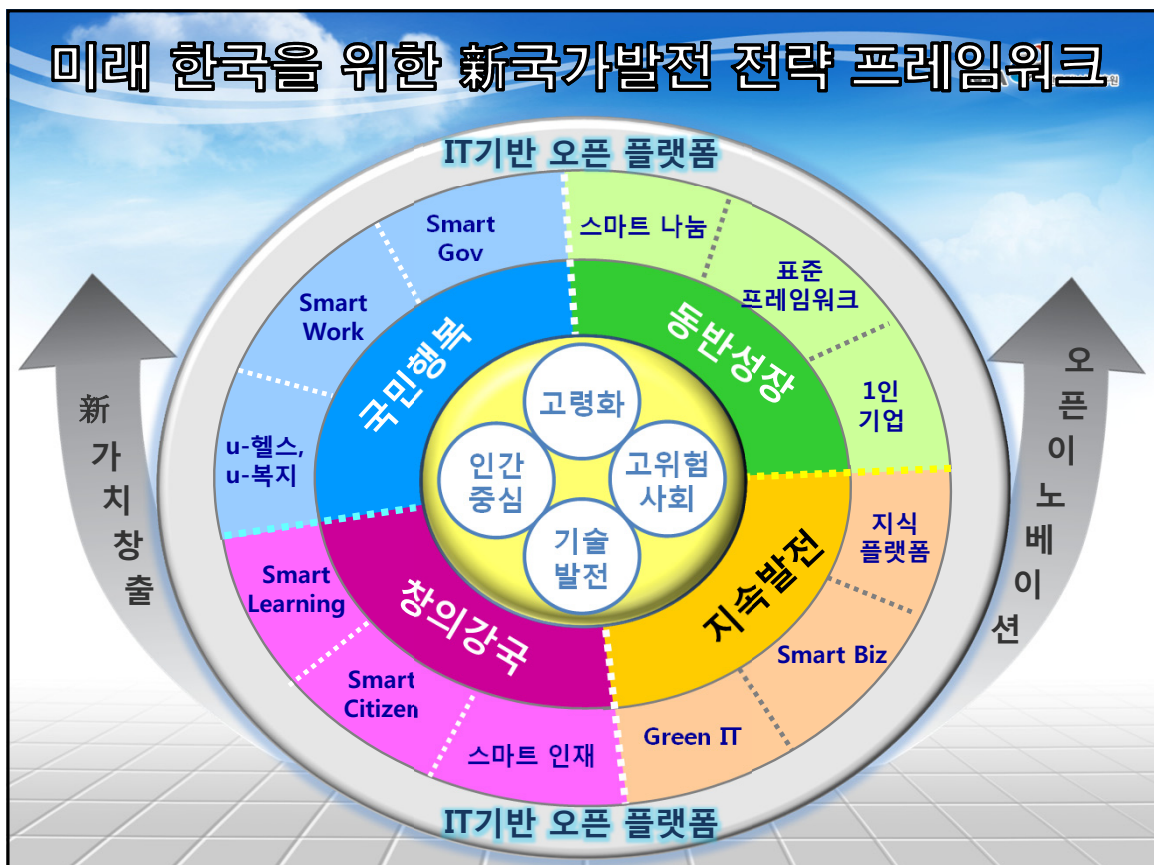 미래 한국을 위한 新국가발전 전략 프레임워크
IT기반 오픈 플랫폼
Smart
Gov
스마트 나눔
표준
프레임워크
1인
기업
Smart
Work
u-헬스,
u-복지
국민행복
동반성장
고령화
인간
중심
고위험
사회
기술
발전
창의강국
지속발전
지식
플랫폼
Smart Biz
Green IT
Smart
Learning
Smart
Citizen
스마트 인재
IT기반 오픈 플랫폼
新가치창출
오픈이노베이션